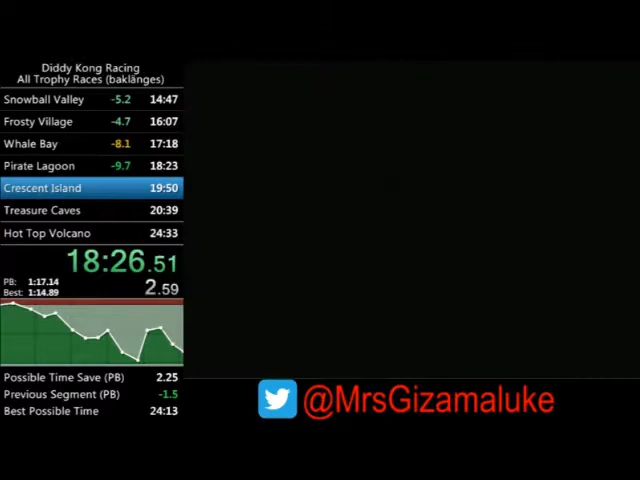 Diddy Kong Racing
All Trophy Races (baklänges)
Snowball Valley -5.2 14:47
Frosty Village -4.7 16:07
Whale Bay -8.1 17:18
Pirate Lagoon -9.7 18:23
Crescent Island 19:50
Treasure Caves 20:39
Hot Top Volcano 24:33
18:26.51
PB: 1:17.14
Best: 1:14.89
2.59
Possible Time Save (PB) 2.25
Previous Segment (PB) -1.5
Best Possible Time 24:13
@MrsGizamaluke